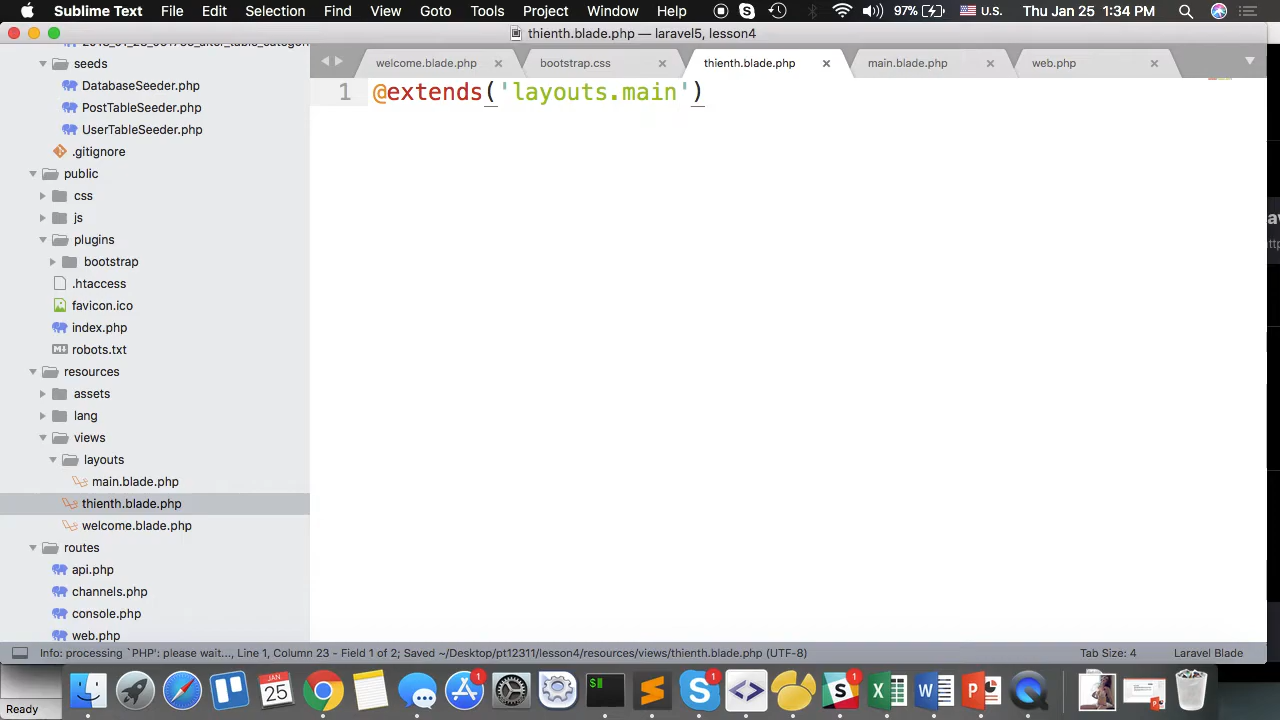 Sublime Text File Edit Selection Find View Goto Tools Project Window Help 97% U.S. Thu Jan 25 1:34 PM
thienth.blade.php — laravel5, lesson4
seeds
DatabaseSeeder.php
PostTableSeeder.php
UserTableSeeder.php
.gitignore
public
css
js
plugins
bootstrap
.htaccess
favicon.ico
index.php
robots.txt
resources
assets
lang
views
layouts
main.blade.php
thienth.blade.php
welcome.blade.php
routes
api.php
channels.php
console.php
web.php
welcome.blade.php bootstrap.css thienth.blade.php main.blade.php web.php
1 @extends('layouts.main')
Info: processing `PHP': please wait..., Line 1, Column 23 - Field 1 of 2; Saved ~/Desktop/pt12311/lesson4/resources/views/thienth.blade.php (UTF-8) Tab Size: 4 Laravel Blade
JAN
25
1
1
1
Ready